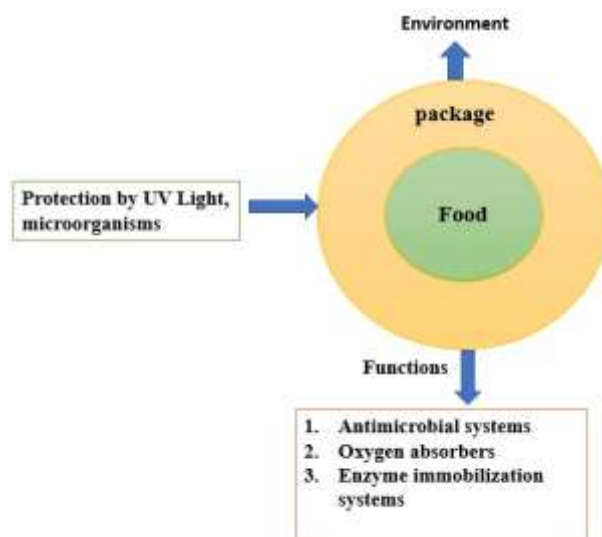 Environment
package
Protection by UV Light,
microorganisms
Food
Functions
1. Antimicrobial systems
2. Oxygen absorbers
3. Enzyme immobilization
systems